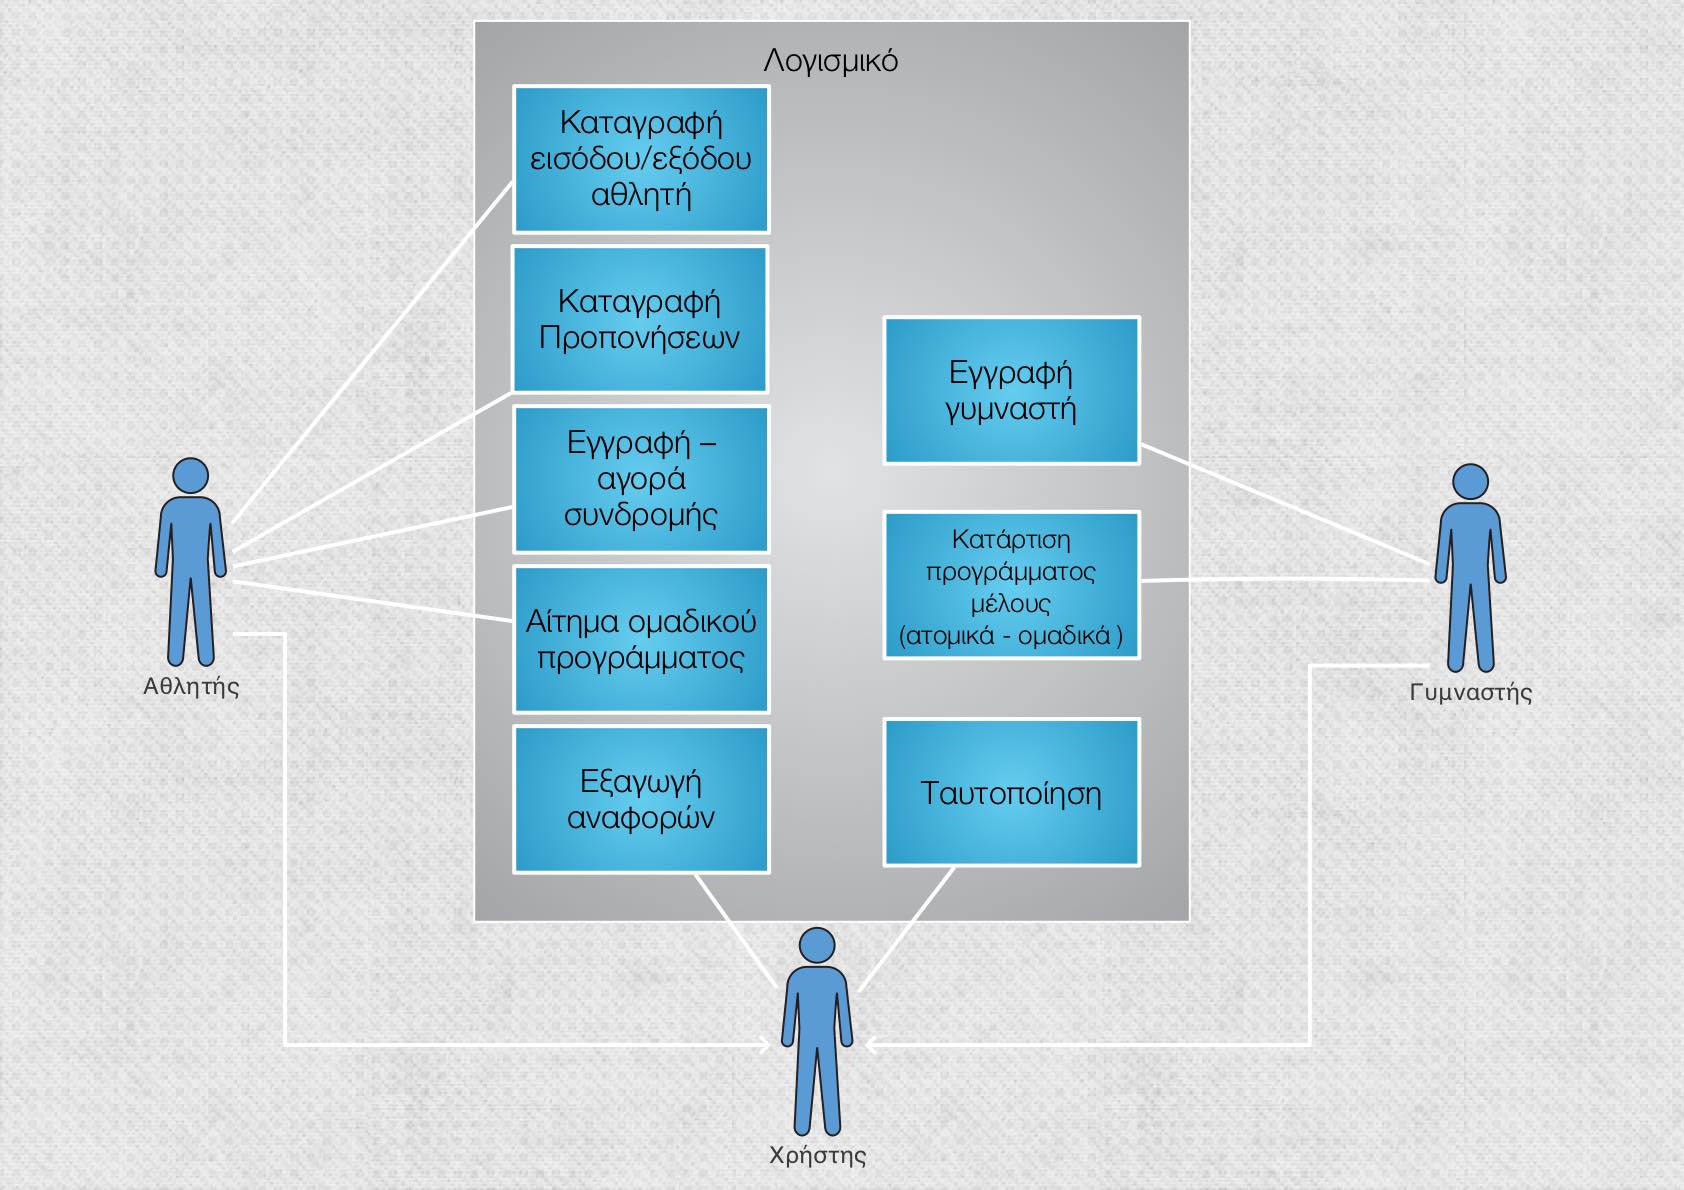 Λογισμικό
Καταγραφή
εισόδου/εξόδου
αθλητή
Καταγραφή
Προπονήσεων
Εγγραφή –
αγορά
συνδρομής
Αίτημα ομαδικού
προγράμματος
Εξαγωγή
αναφορών
Εγγραφή
γυμναστή
Κατάρτιση
προγράμματος
μέλους
(ατομικά - ομαδικά )
Ταυτοποίηση
Αθλητής
Γυμναστής
Χρήστης